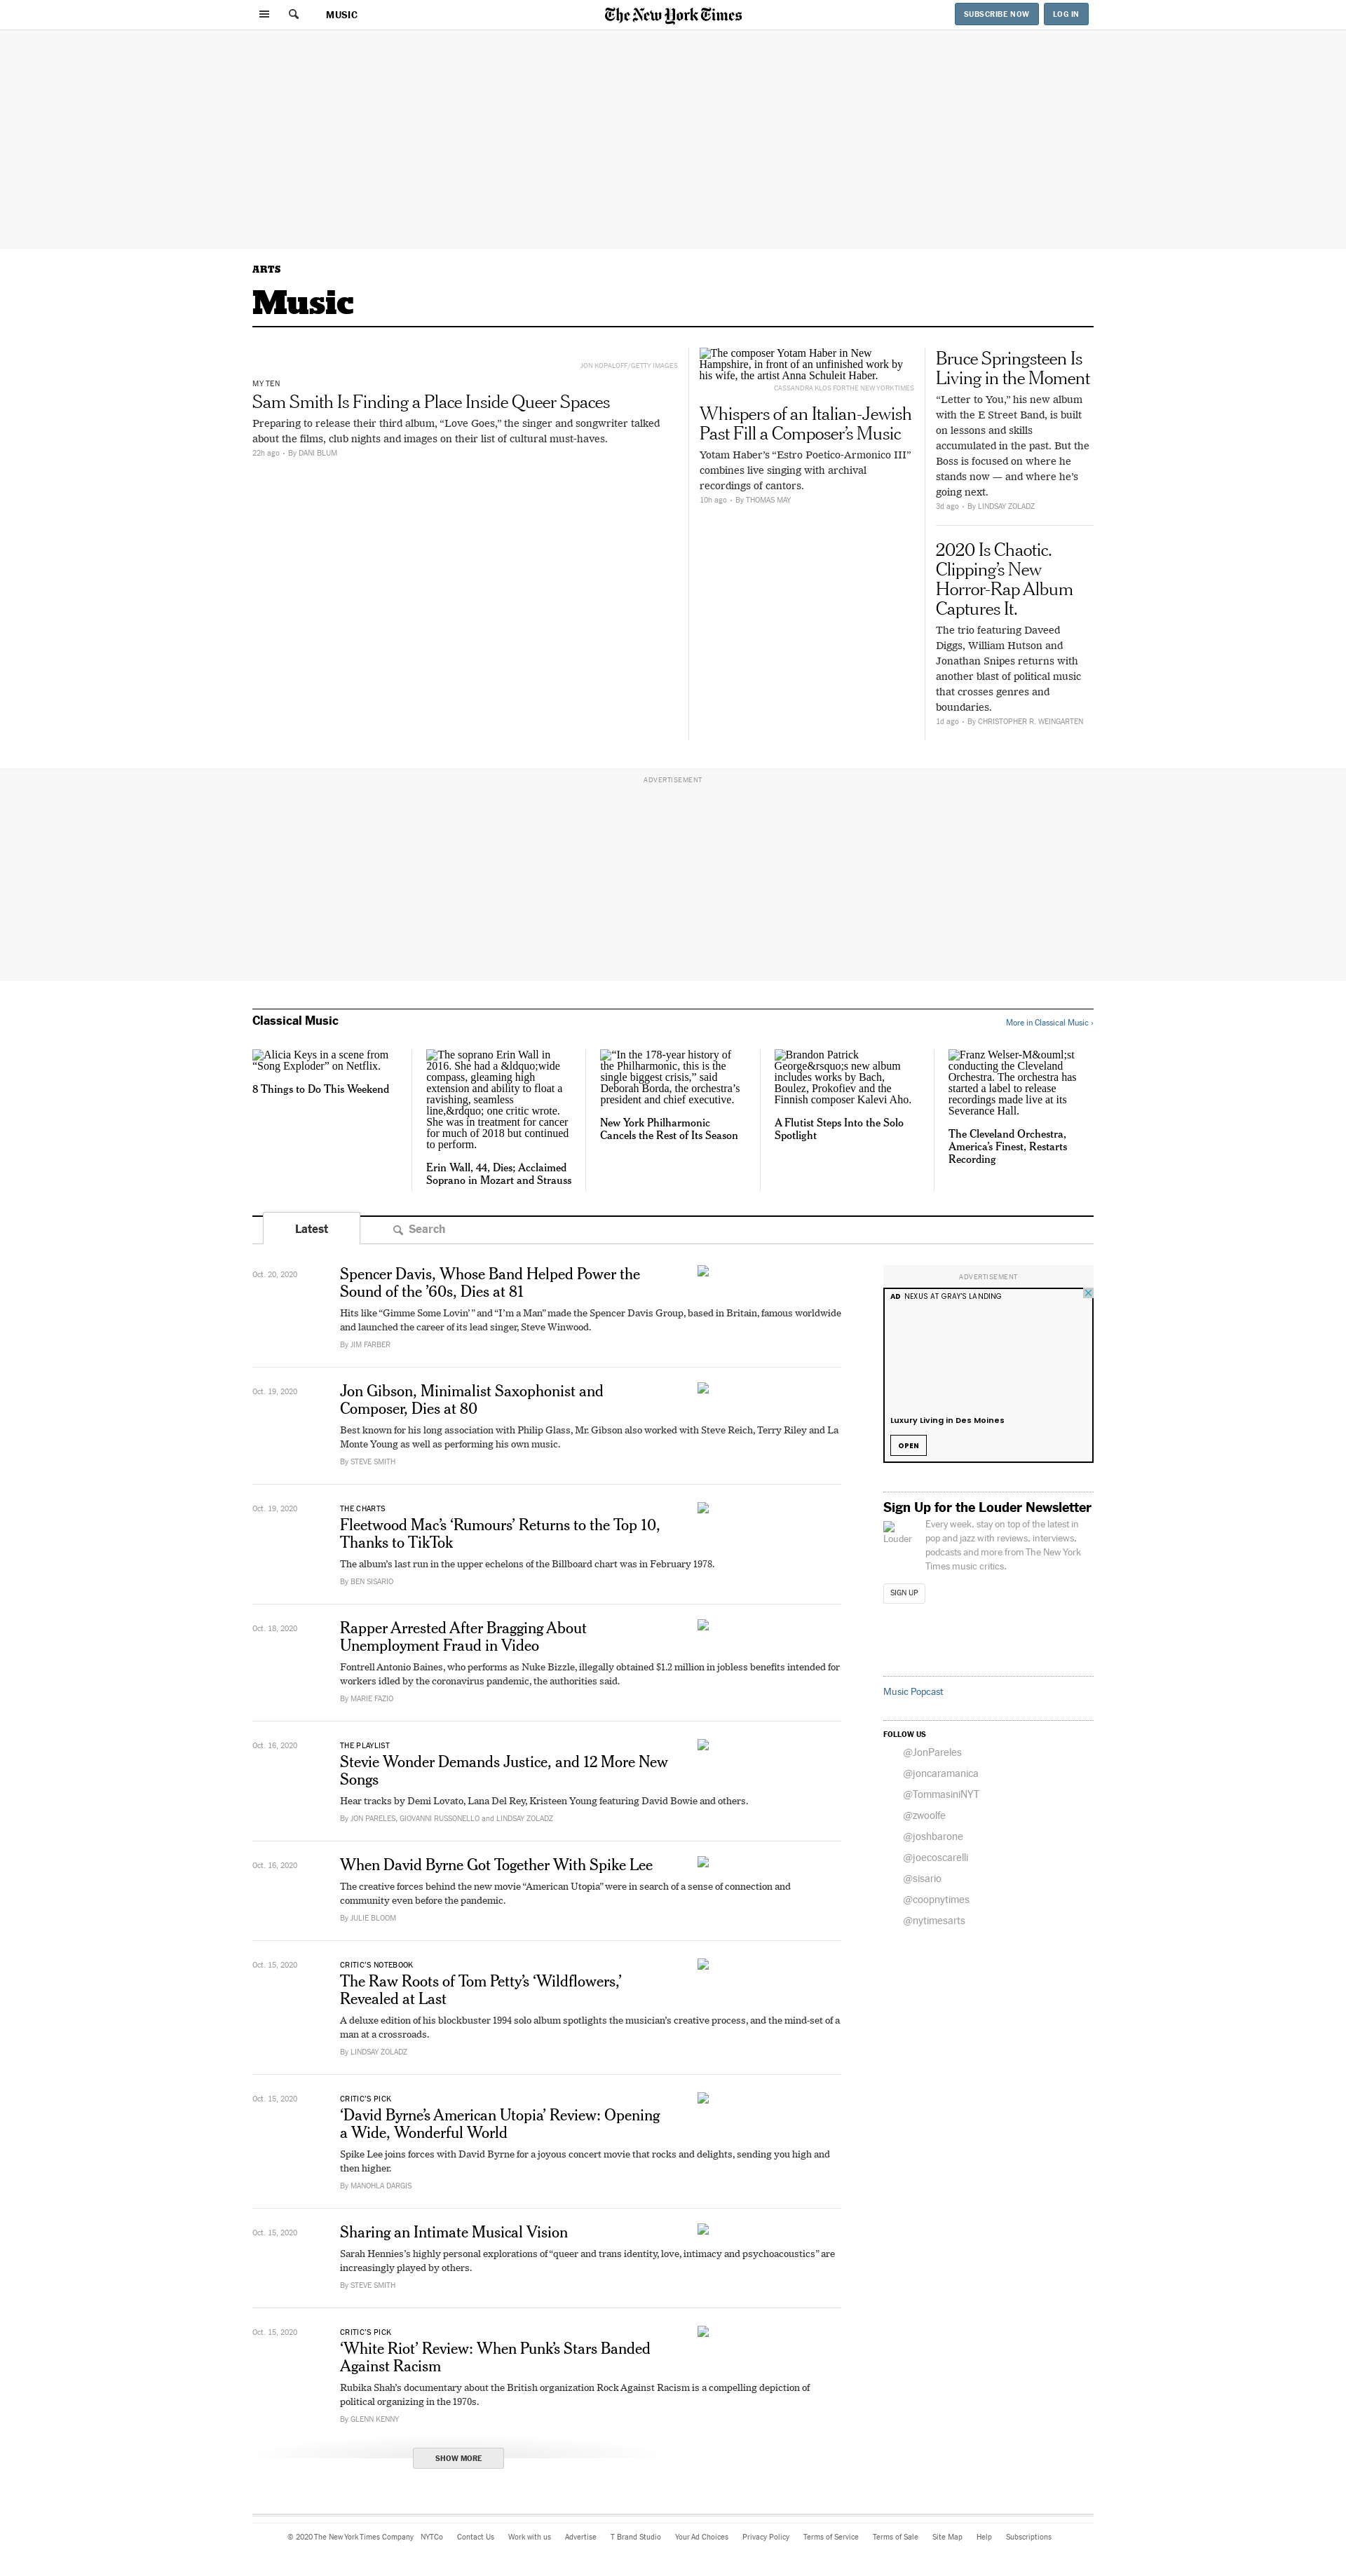 MUSIC
The New York Times
SUBSCRIBE NOW
LOG IN
ARTS
Music
JON KOPALOFF/GETTY IMAGES
MY TEN
Sam Smith Is Finding a Place Inside Queer Spaces
Preparing to release their third album, “Love Goes,” the singer and songwriter talked
about the films, club nights and images on their list of cultural must-haves.
22h ago • By DANI BLUM
The composer Yotam Haber in New
Hampshire, in front of an unfinished work by
his wife, the artist Anna Schuleit Haber.
CASSANDRA KLOS FOR THE NEW YORK TIMES
Whispers of an Italian-Jewish
Past Fill a Composer’s Music
Yotam Haber’s “Estro Poetico-Armonico III”
combines live singing with archival
recordings of cantors.
10h ago • By THOMAS MAY
Bruce Springsteen Is
Living in the Moment
“Letter to You,” his new album
with the E Street Band, is built
on lessons and skills
accumulated in the past. But the
Boss is focused on where he
stands now — and where he’s
going next.
3d ago • By LINDSAY ZOLADZ
2020 Is Chaotic.
Clipping’s New
Horror-Rap Album
Captures It.
The trio featuring Daveed
Diggs, William Hutson and
Jonathan Snipes returns with
another blast of political music
that crosses genres and
boundaries.
1d ago • By CHRISTOPHER R. WEINGARTEN
ADVERTISEMENT
Classical Music
More in Classical Music ›
Alicia Keys in a scene from
“Song Exploder” on Netflix.
8 Things to Do This Weekend
The soprano Erin Wall in
2016. She had a &ldquo;wide
compass, gleaming high
extension and ability to float a
ravishing, seamless
line,&rdquo; one critic wrote.
She was in treatment for cancer
for much of 2018 but continued
to perform.
Erin Wall, 44, Dies; Acclaimed
Soprano in Mozart and Strauss
“In the 178-year history of
the Philharmonic, this is the
single biggest crisis,” said
Deborah Borda, the orchestra’s
president and chief executive.
New York Philharmonic
Cancels the Rest of Its Season
Brandon Patrick
George&rsquo;s new album
includes works by Bach,
Boulez, Prokofiev and the
Finnish composer Kalevi Aho.
A Flutist Steps Into the Solo
Spotlight
Franz Welser-M&ouml;st
conducting the Cleveland
Orchestra. The orchestra has
started a label to release
recordings made live at its
Severance Hall.
The Cleveland Orchestra,
America’s Finest, Restarts
Recording
Latest
Search
Oct. 20, 2020
Spencer Davis, Whose Band Helped Power the
Sound of the ’60s, Dies at 81
Hits like “Gimme Some Lovin’ ” and “I’m a Man” made the Spencer Davis Group, based in Britain, famous worldwide
and launched the career of its lead singer, Steve Winwood.
By JIM FARBER
Oct. 19, 2020
Jon Gibson, Minimalist Saxophonist and
Composer, Dies at 80
Best known for his long association with Philip Glass, Mr. Gibson also worked with Steve Reich, Terry Riley and La
Monte Young as well as performing his own music.
By STEVE SMITH
Oct. 19, 2020
THE CHARTS
Fleetwood Mac’s ‘Rumours’ Returns to the Top 10,
Thanks to TikTok
The album’s last run in the upper echelons of the Billboard chart was in February 1978.
By BEN SISARIO
Oct. 18, 2020
Rapper Arrested After Bragging About
Unemployment Fraud in Video
Fontrell Antonio Baines, who performs as Nuke Bizzle, illegally obtained $1.2 million in jobless benefits intended for
workers idled by the coronavirus pandemic, the authorities said.
By MARIE FAZIO
Oct. 16, 2020
THE PLAYLIST
Stevie Wonder Demands Justice, and 12 More New
Songs
Hear tracks by Demi Lovato, Lana Del Rey, Kristeen Young featuring David Bowie and others.
By JON PARELES, GIOVANNI RUSSONELLO and LINDSAY ZOLADZ
Oct. 16, 2020
When David Byrne Got Together With Spike Lee
The creative forces behind the new movie “American Utopia” were in search of a sense of connection and
community even before the pandemic.
By JULIE BLOOM
Oct. 15, 2020
CRITIC’S NOTEBOOK
The Raw Roots of Tom Petty’s ‘Wildflowers,’
Revealed at Last
A deluxe edition of his blockbuster 1994 solo album spotlights the musician’s creative process, and the mind-set of a
man at a crossroads.
By LINDSAY ZOLADZ
Oct. 15, 2020
CRITIC’S PICK
‘David Byrne’s American Utopia’ Review: Opening
a Wide, Wonderful World
Spike Lee joins forces with David Byrne for a joyous concert movie that rocks and delights, sending you high and
then higher.
By MANOHLA DARGIS
Oct. 15, 2020
Sharing an Intimate Musical Vision
Sarah Hennies’s highly personal explorations of “queer and trans identity, love, intimacy and psychoacoustics” are
increasingly played by others.
By STEVE SMITH
Oct. 15, 2020
CRITIC’S PICK
‘White Riot’ Review: When Punk’s Stars Banded
Against Racism
Rubika Shah’s documentary about the British organization Rock Against Racism is a compelling depiction of
political organizing in the 1970s.
By GLENN KENNY
SHOW MORE
ADVERTISEMENT
AD NEXUS AT GRAY'S LANDING
Luxury Living in Des Moines
OPEN
Sign Up for the Louder Newsletter
Louder
Every week, stay on top of the latest in
pop and jazz with reviews, interviews,
podcasts and more from The New York
Times music critics.
SIGN UP
Music Popcast
FOLLOW US
@JonPareles
@joncaramanica
@TommasiniNYT
@zwoolfe
@joshbarone
@joecoscarelli
@sisario
@coopnytimes
@nytimesarts
© 2020 The New York Times Company NYTCo Contact Us Work with us Advertise T Brand Studio Your Ad Choices Privacy Policy Terms of Service Terms of Sale Site Map Help Subscriptions